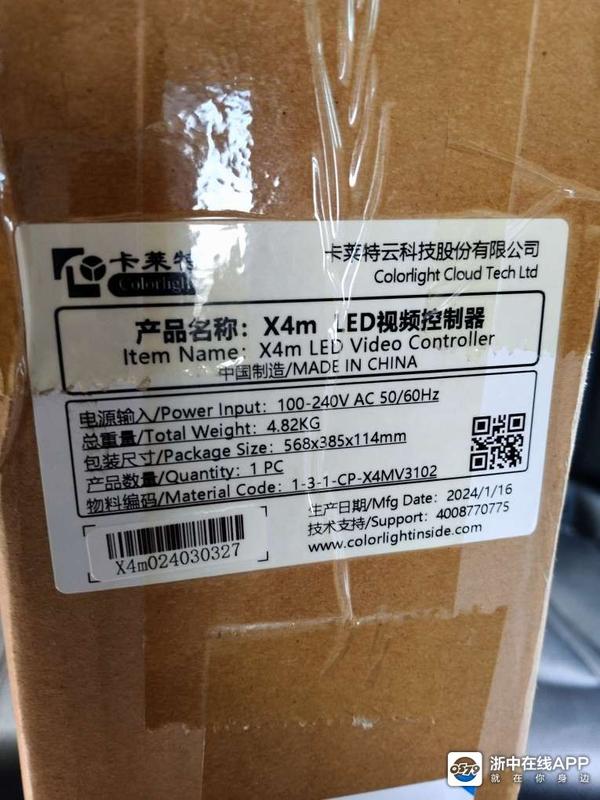 卡莱特
Colorlight
卡莱特云科技股份有限公司
Colorlight Cloud Tech Ltd
产品名称：X4m LED视频控制器
Item Name：X4m LED Video Controller
中国制造/MADE IN CHINA
电源输入/Power Input：100-240V AC 50/60Hz
总重量/Total Weight：4.82KG
包装尺寸/Package Size：568x385x114mm
产品数量/Quantity：1 PC
物料编码/Material Code：1-3-1-CP-X4MV3102
生产日期/Mfg Date：2024/1/16
技术支持/Support：4008770775
www.colorlightinside.com
X4m024030327
0579
浙中在线APP
就在你身边